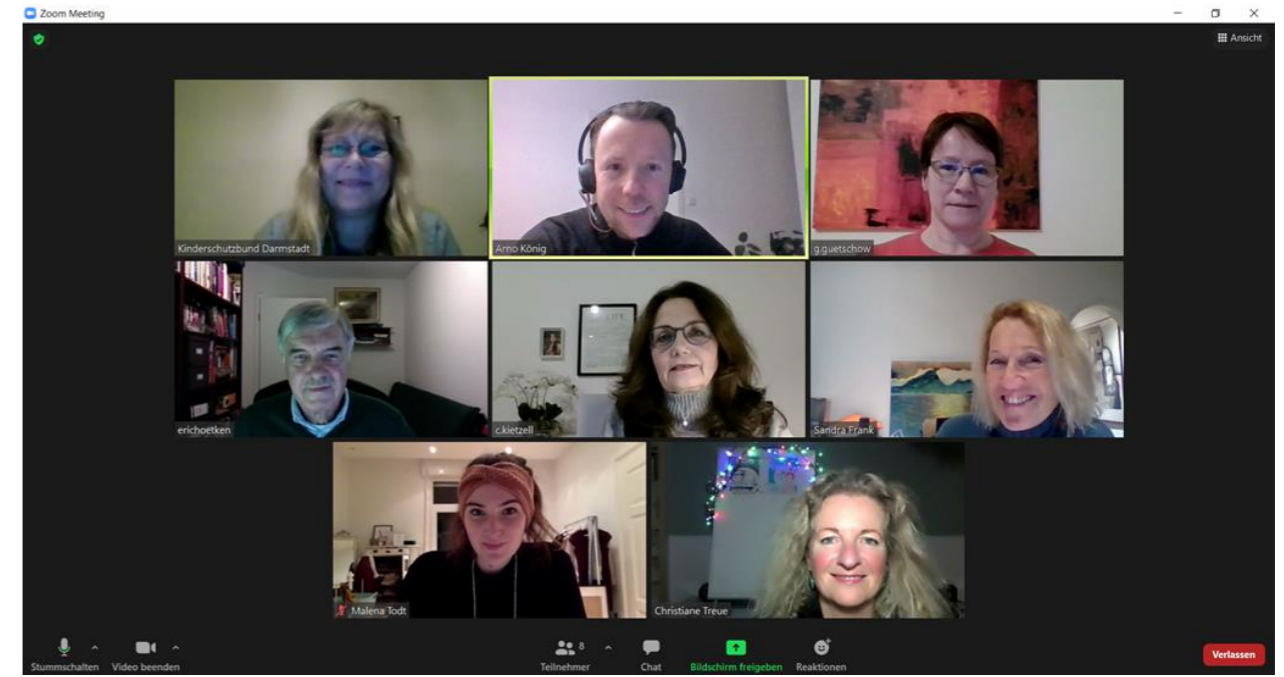 Zoom Meeting
Ansicht
Kinderschutzbund Darmstadt
Arno König
g.guetschow
erichoetken
c.kietzell
Sandra Frank
Malena Todt
Christiane Treue
Stummschalten
Video beenden
8
Teilnehmer
Chat
Bildschirm freigeben
Reaktionen
Verlassen